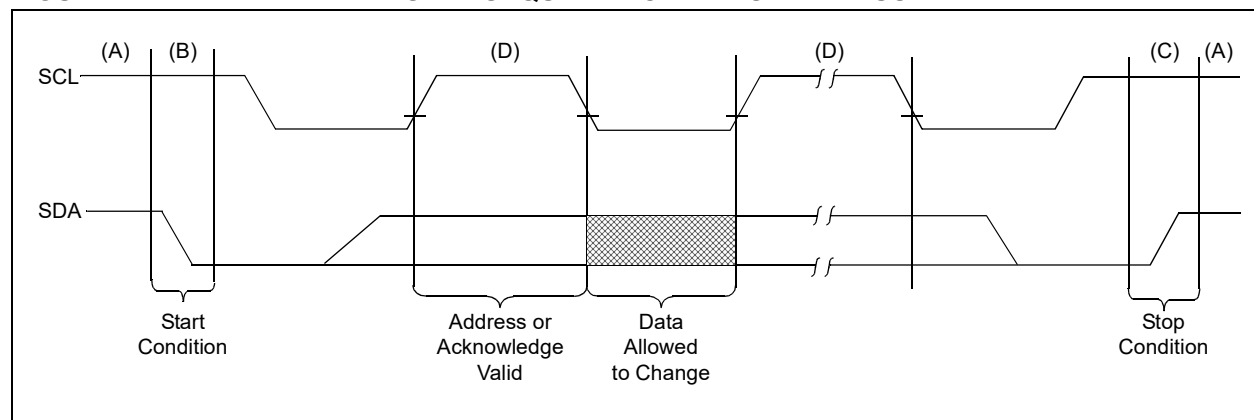 (A) (B) (D) (D) (C) (A)
SCL
SDA
Start
Condition
Address or
Acknowledge
Valid
Data
Allowed
to Change
Stop
Condition